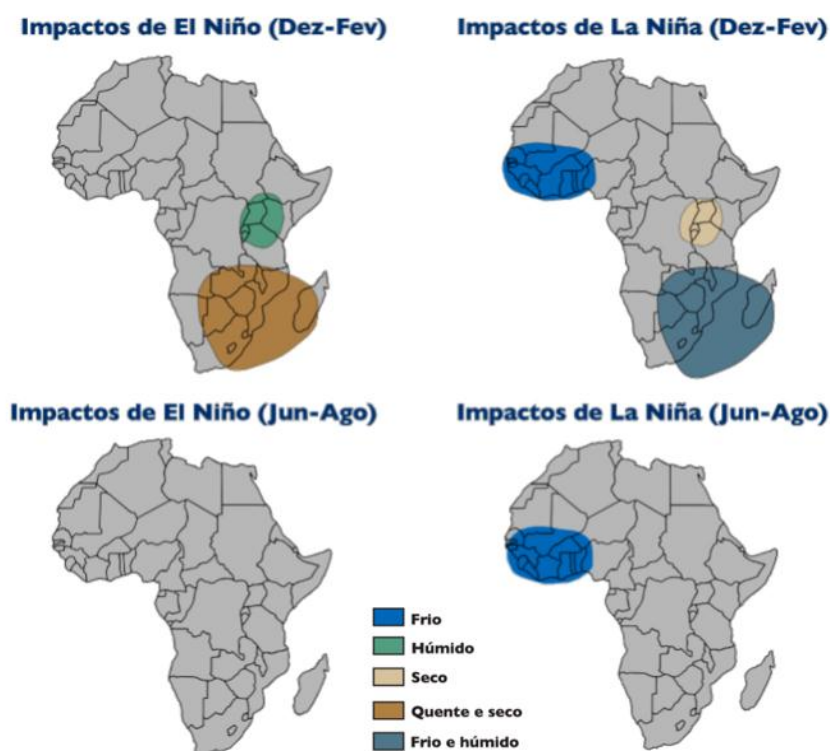 Impactos de El Niño (Dez-Fev)
Impactos de La Niña (Dez-Fev)
Impactos de El Niño (Jun-Ago)
Impactos de La Niña (Jun-Ago)
Frio
Húmido
Seco
Quente e seco
Frio e húmido